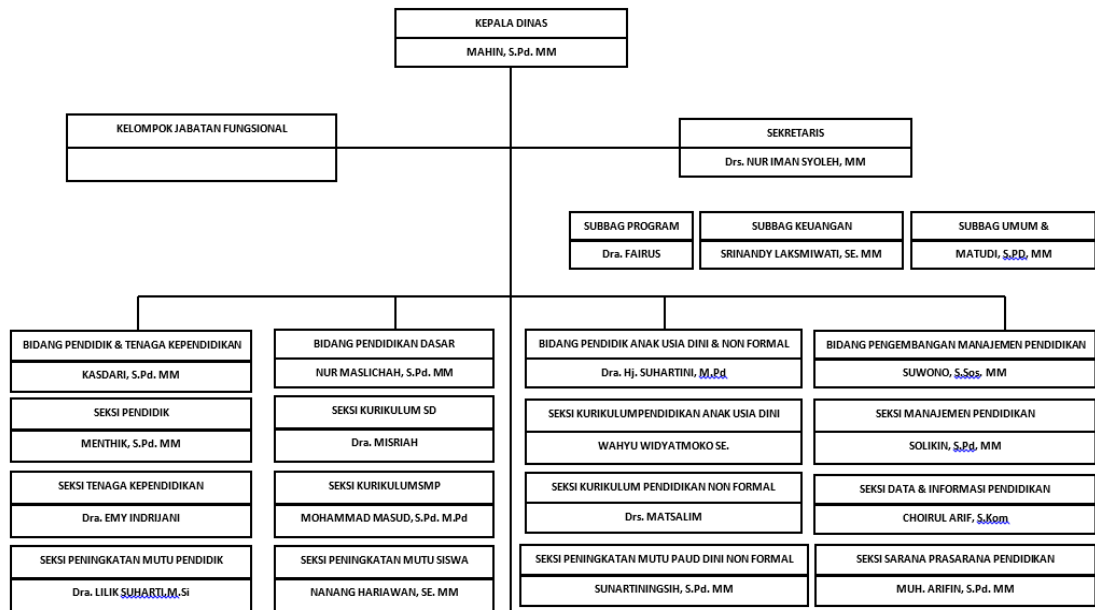 KEPALA DINAS
MAHIN, S.Pd. MM
KELOMPOK JABATAN FUNGSIONAL
SEKRETARIS
Drs. NUR IMAN SYOLEH, MM
SUBBAG PROGRAM
Dra. FAIRUS
SUBBAG KEUANGAN
SRINANDY LAKSMIWATI, SE. MM
SUBBAG UMUM &
MATUDI, S.PD, MM
BIDANG PENDIDIK & TENAGA KEPENDIDIKAN
KASDARI, S.Pd. MM
SEKSI PENDIDIK
MENTHIK, S.Pd. MM
SEKSI TENAGA KEPENDIDIKAN
Dra. EMY INDRIJANI
SEKSI PENINGKATAN MUTU PENDIDIK
Dra. LILIK SUHARTI,M.Si
BIDANG PENDIDIKAN DASAR
NUR MASLICHAH, S.Pd. MM
SEKSI KURIKULUM SD
Dra. MISRIAH
SEKSI KURIKULUMSMP
MOHAMMAD MASUD, S.Pd. M.Pd
SEKSI PENINGKATAN MUTU SISWA
NANANG HARIAWAN, SE. MM
BIDANG PENDIDIK ANAK USIA DINI & NON FORMAL
Dra. Hj. SUHARTINI, M.Pd
SEKSI KURIKULUMPENDIDIKAN ANAK USIA DINI
WAHYU WIDYATMOKO SE.
SEKSI KURIKULUM PENDIDIKAN NON FORMAL
Drs. MATSALIM
SEKSI PENINGKATAN MUTU PAUD DINI NON FORMAL
SUNARTININGSIH, S.Pd. MM
BIDANG PENGEMBANGAN MANAJEMEN PENDIDIKAN
SUWONO, S.Sos, MM
SEKSI MANAJEMEN PENDIDIKAN
SOLIKIN, S.Pd, MM
SEKSI DATA & INFORMASI PENDIDIKAN
CHOIRUL ARIF, S.Kom
SEKSI SARANA PRASARANA PENDIDIKAN
MUH. ARIFIN, S.Pd. MM